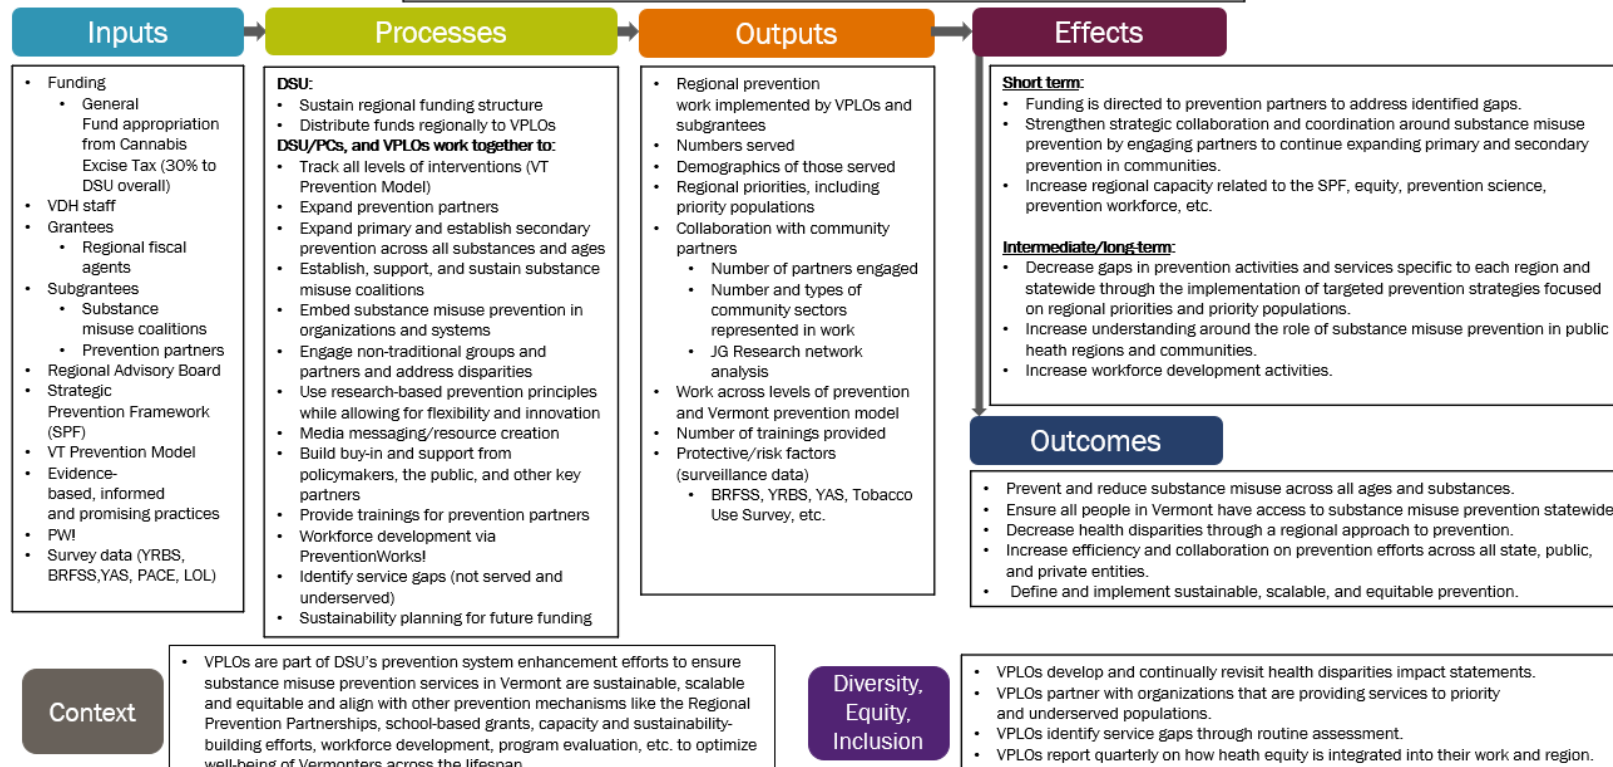 Inputs
Processes
Outputs
Effects
• Funding
• General
Fund appropriation
from Cannabis
Excise Tax (30% to
DSU overall)
• VDH staff
• Grantees
• Regional fiscal
agents
• Subgrantees
• Substance
misuse coalitions
• Prevention partners
• Regional Advisory Board
• Strategic
Prevention Framework
(SPF)
• VT Prevention Model
• Evidence-
based, informed
and promising practices
• PW!
• Survey data (YRBS,
BRFSS,YAS, PACE, LOL)
DSU:
• Sustain regional funding structure
• Distribute funds regionally to VPLOs
DSU/PCs, and VPLOs work together to:
• Track all levels of interventions (VT
Prevention Model)
• Expand prevention partners
• Expand primary and establish secondary
prevention across all substances and ages
• Establish, support, and sustain substance
misuse coalitions
• Embed substance misuse prevention in
organizations and systems
• Engage non-traditional groups and
partners and address disparities
• Use research-based prevention principles
while allowing for flexibility and innovation
• Media messaging/resource creation
• Build buy-in and support from
policymakers, the public, and other key
partners
• Provide trainings for prevention partners
• Workforce development via
PreventionWorks!
• Identify service gaps (not served and
underserved)
• Sustainability planning for future funding
• Regional prevention
work implemented by VPLOs and
subgrantees
• Numbers served
• Demographics of those served
• Regional priorities, including
priority populations
• Collaboration with community
partners
• Number of partners engaged
• Number and types of
community sectors
represented in work
• JG Research network
analysis
• Work across levels of prevention
and Vermont prevention model
• Number of trainings provided
• Protective/risk factors
(surveillance data)
• BRFSS, YRBS, YAS, Tobacco
Use Survey, etc.
Short term:
• Funding is directed to prevention partners to address identified gaps.
• Strengthen strategic collaboration and coordination around substance misuse
prevention by engaging partners to continue expanding primary and secondary
prevention in communities.
• Increase regional capacity related to the SPF, equity, prevention science,
prevention workforce, etc.
Intermediate/long-term:
• Decrease gaps in prevention activities and services specific to each region and
statewide through the implementation of targeted prevention strategies focused
on regional priorities and priority populations.
• Increase understanding around the role of substance misuse prevention in public
heath regions and communities.
• Increase workforce development activities.
Outcomes
• Prevent and reduce substance misuse across all ages and substances.
• Ensure all people in Vermont have access to substance misuse prevention statewide
• Decrease health disparities through a regional approach to prevention.
• Increase efficiency and collaboration on prevention efforts across all state, public,
and private entities.
• Define and implement sustainable, scalable, and equitable prevention.
Context
• VPLOs are part of DSU's prevention system enhancement efforts to ensure
substance misuse prevention services in Vermont are sustainable, scalable
and equitable and align with other prevention mechanisms like the Regional
Prevention Partnerships, school-based grants, capacity and sustainability-
building efforts, workforce development, program evaluation, etc. to optimize
well-being of Vermonters across the lifespan
Diversity,
Equity,
Inclusion
• VPLOs develop and continually revisit health disparities impact statements.
• VPLOs partner with organizations that are providing services to priority
and underserved populations.
• VPLOs identify service gaps through routine assessment.
• VPLOs report quarterly on how heath equity is integrated into their work and region.